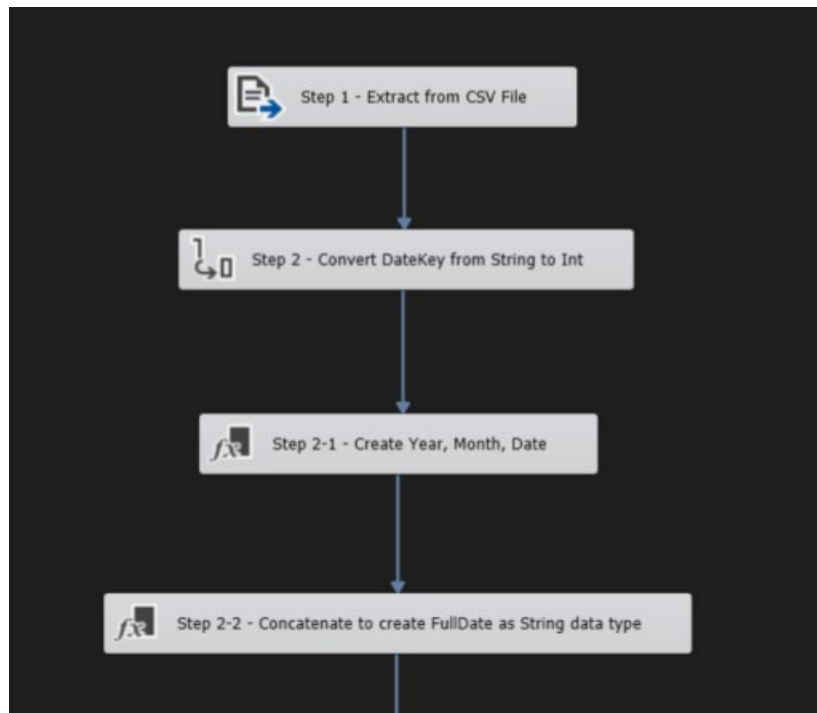 Step 1 - Extract from CSV File
Step 2 - Convert DateKey from String to Int
Step 2-1 - Create Year, Month, Date
Step 2-2 - Concatenate to create FullDate as String data type